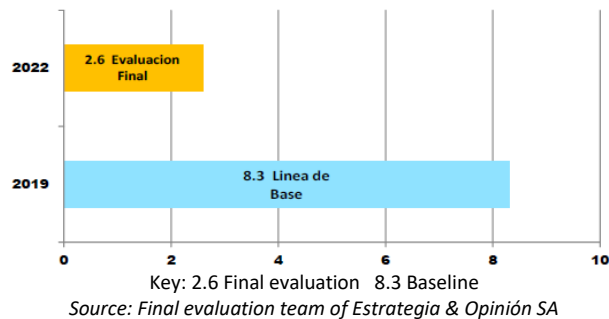 2022
2.6 Evaluacion
Final
2019
8.3 Linea de
Base
0 2 4 6 8 10
Key: 2.6 Final evaluation 8.3 Baseline
Source: Final evaluation team of Estrategia & Opinión SA